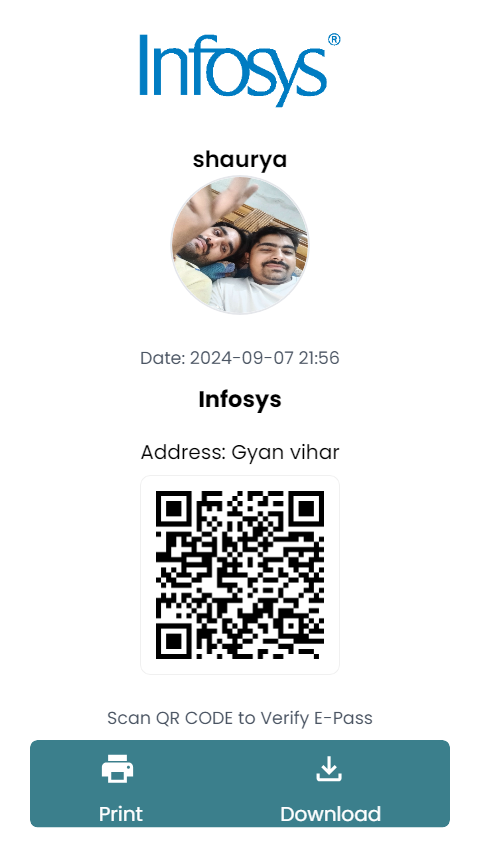 Infosys®
shaurya
Date: 2024-09-07 21:56
Infosys
Address: Gyan vihar
Scan QR CODE to Verify E-Pass
Print Download